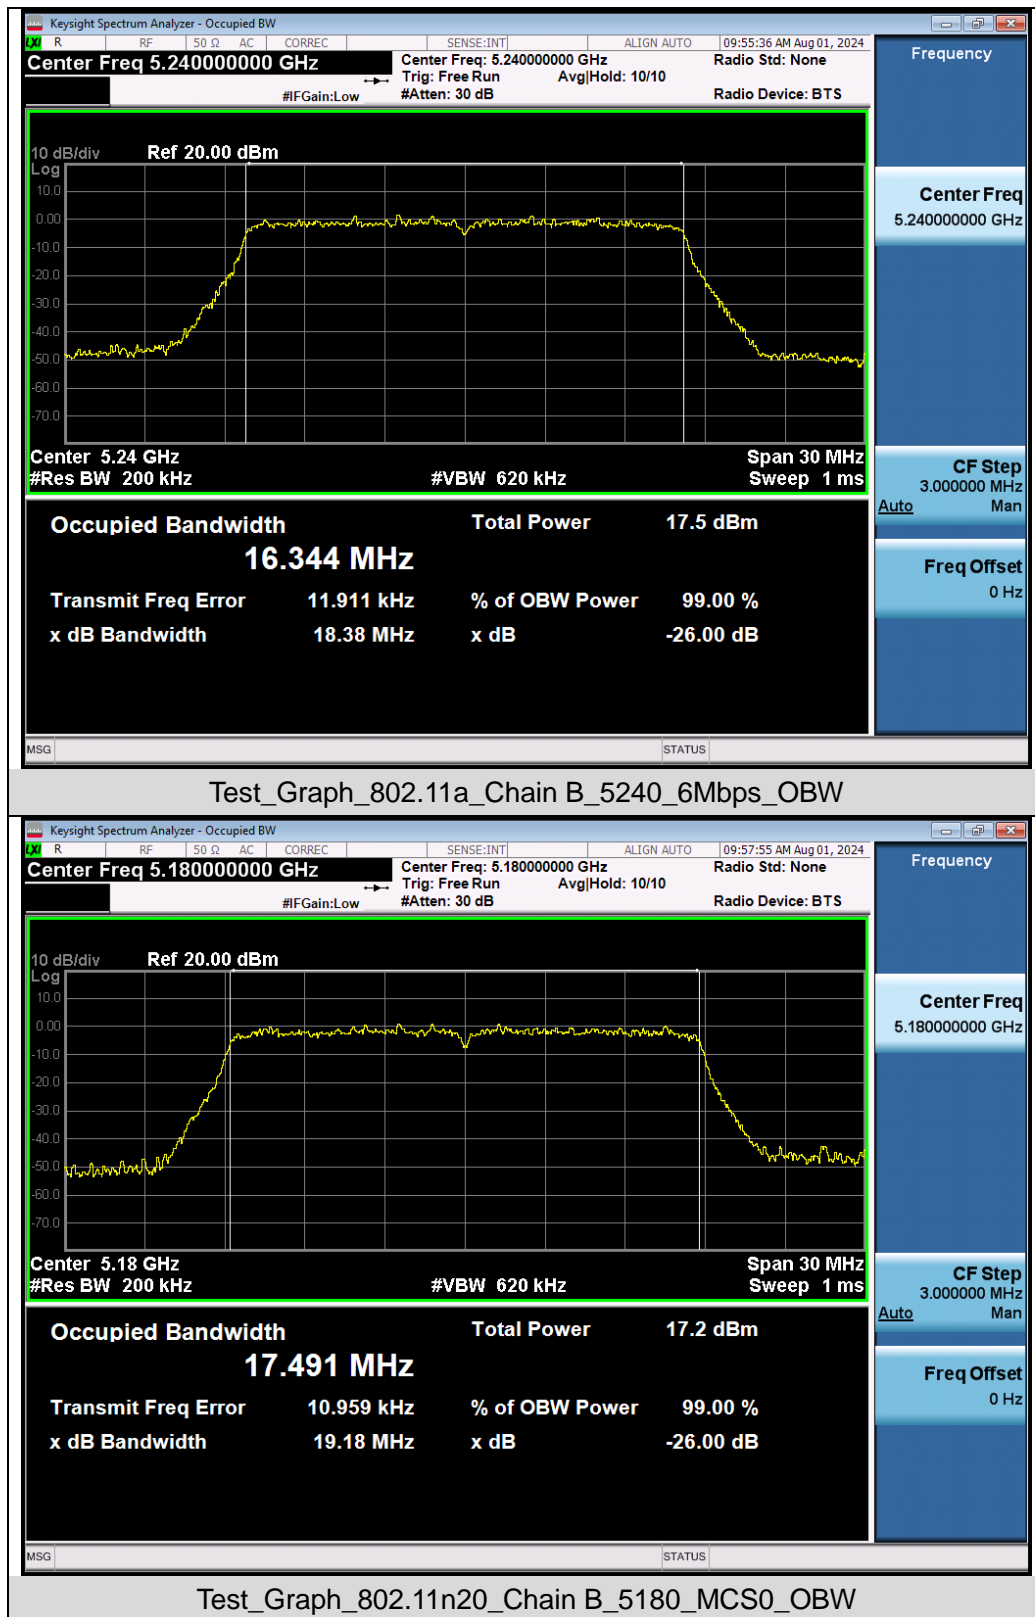 Keysight Spectrum Analyzer - Occupied BW
LXI R RF 50 Ω AC CORREC SENSE:INT ALIGN AUTO 09:55:36 AM Aug 01, 2024
Center Freq 5.240000000 GHz
Center Freq: 5.240000000 GHz Radio Std: None
Trig: Free Run Avg|Hold: 10/10
#IFGain:Low #Atten: 30 dB Radio Device: BTS
Frequency
10 dB/div Ref 20.00 dBm
Log
10.0
0.00
-10.0
-20.0
-30.0
-40.0
-50.0
-60.0
-70.0
Center 5.24 GHz Span 30 MHz
#Res BW 200 kHz #VBW 620 kHz Sweep 1 ms
Center Freq
5.240000000 GHz
CF Step
3.000000 MHz
Auto Man
Freq Offset
0 Hz
Occupied Bandwidth Total Power 17.5 dBm
16.344 MHz
Transmit Freq Error 11.911 kHz % of OBW Power 99.00 %
x dB Bandwidth 18.38 MHz x dB -26.00 dB
MSG STATUS
Test_Graph_802.11a_Chain B_5240_6Mbps_OBW
Keysight Spectrum Analyzer - Occupied BW
LXI R RF 50 Ω AC CORREC SENSE:INT ALIGN AUTO 09:57:55 AM Aug 01, 2024
Center Freq 5.180000000 GHz
Center Freq: 5.180000000 GHz Radio Std: None
Trig: Free Run Avg|Hold: 10/10
#IFGain:Low #Atten: 30 dB Radio Device: BTS
Frequency
10 dB/div Ref 20.00 dBm
Log
10.0
0.00
-10.0
-20.0
-30.0
-40.0
-50.0
-60.0
-70.0
Center 5.18 GHz Span 30 MHz
#Res BW 200 kHz #VBW 620 kHz Sweep 1 ms
Center Freq
5.180000000 GHz
CF Step
3.000000 MHz
Auto Man
Freq Offset
0 Hz
Occupied Bandwidth Total Power 17.2 dBm
17.491 MHz
Transmit Freq Error 10.959 kHz % of OBW Power 99.00 %
x dB Bandwidth 19.18 MHz x dB -26.00 dB
MSG STATUS
Test_Graph_802.11n20_Chain B_5180_MCS0_OBW